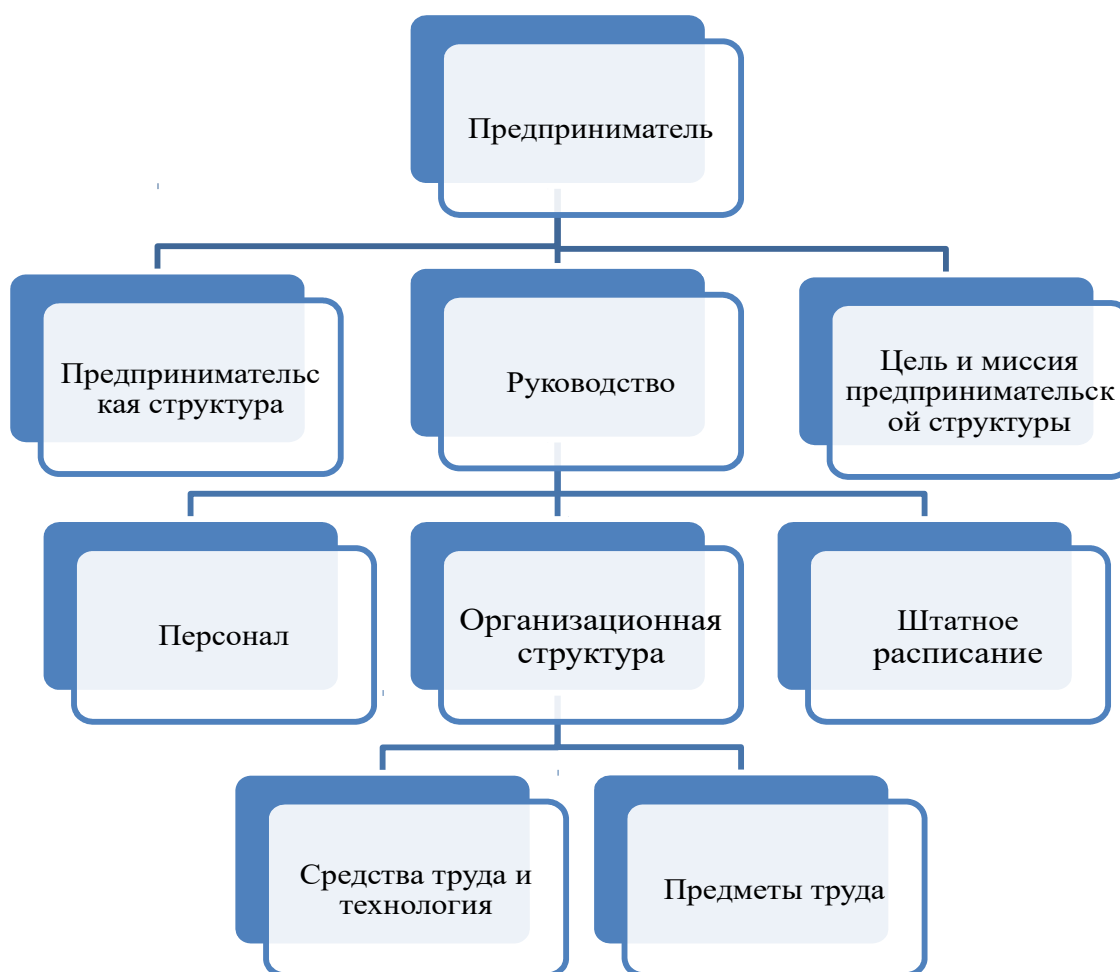 Предприниматель
Предпринимательс
кая структура
Руководство
Цель и миссия
предпринимательск
ой структуры
Персонал
Организационная
структура
Штатное
расписание
Средства труда и
технология
Предметы труда